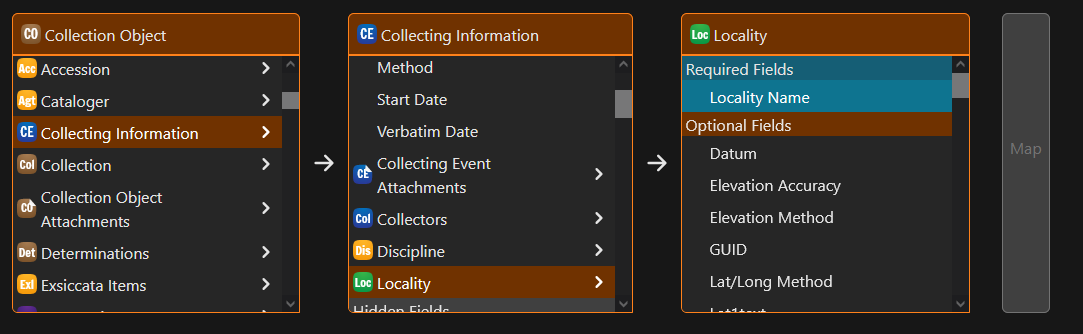 CO Collection Object
Acc Accession
Agt Cataloger
CE Collecting Information
Col Collection
CO Collection Object
Attachments
Det Determinations
ExI Exsiccata Items
CE Collecting Information
Method
Start Date
Verbatim Date
CE Collecting Event
Attachments
Col Collectors
Dis Discipline
Loc Locality
Hidden Fields
Loc Locality
Required Fields
Locality Name
Optional Fields
Datum
Elevation Accuracy
Elevation Method
GUID
Lat/Long Method
Lat1text
Map